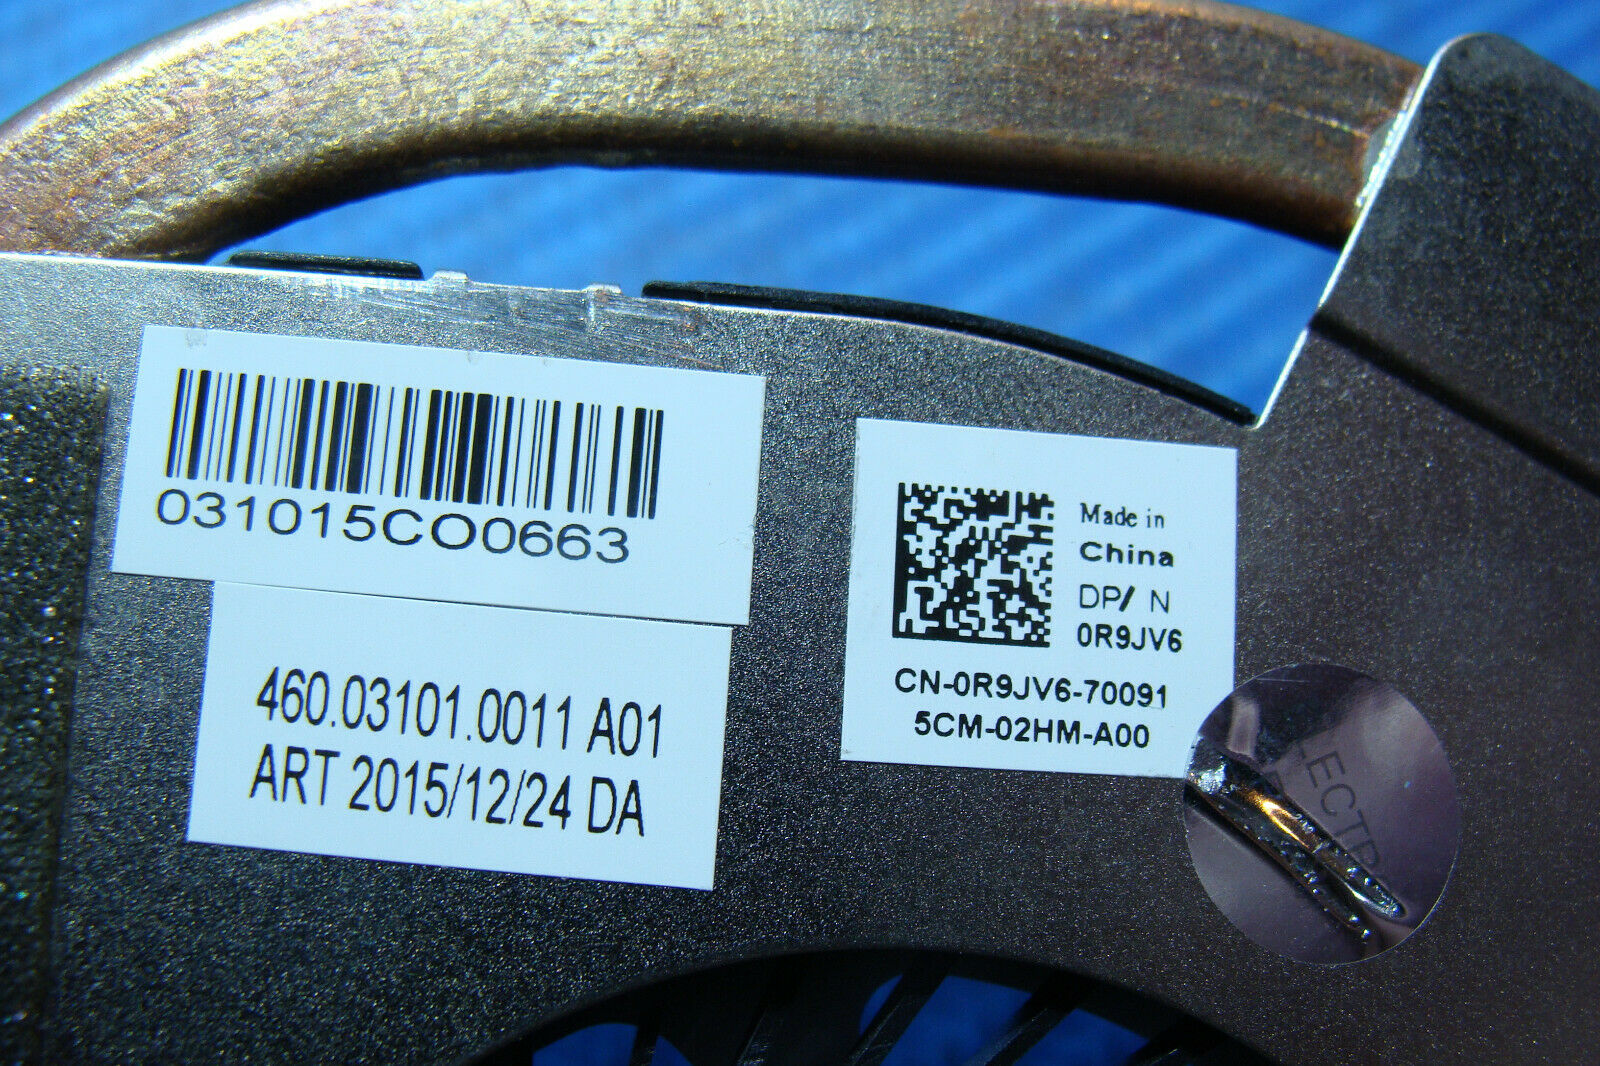 031015CO0663
460.03101.0011 A01
ART 2015/12/24 DA
Made in
China
DP/ N
0R9JV6
CN-0R9JV6-70091
5CM-02HM-A00